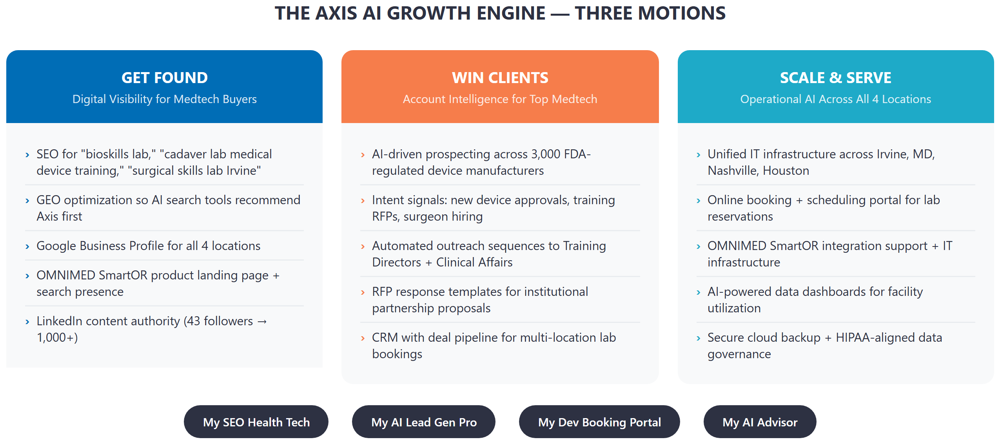 THE AXIS AI GROWTH ENGINE — THREE MOTIONS
GET FOUND
Digital Visibility for Medtech Buyers
› SEO for "bioskills lab," "cadaver lab medical
device training," "surgical skills lab Irvine"
› GEO optimization so AI search tools recommend
Axis first
› Google Business Profile for all 4 locations
› OMNIMED SmartOR product landing page +
search presence
› LinkedIn content authority (43 followers →
1,000+)
WIN CLIENTS
Account Intelligence for Top Medtech
› AI-driven prospecting across 3,000 FDA-
regulated device manufacturers
› Intent signals: new device approvals, training
RFPs, surgeon hiring
› Automated outreach sequences to Training
Directors + Clinical Affairs
› RFP response templates for institutional
partnership proposals
› CRM with deal pipeline for multi-location lab
bookings
SCALE & SERVE
Operational AI Across All 4 Locations
› Unified IT infrastructure across Irvine, MD,
Nashville, Houston
› Online booking + scheduling portal for lab
reservations
› OMNIMED SmartOR integration support + IT
infrastructure
› AI-powered data dashboards for facility
utilization
› Secure cloud backup + HIPAA-aligned data
governance
My SEO Health Tech
My AI Lead Gen Pro
My Dev Booking Portal
My AI Advisor